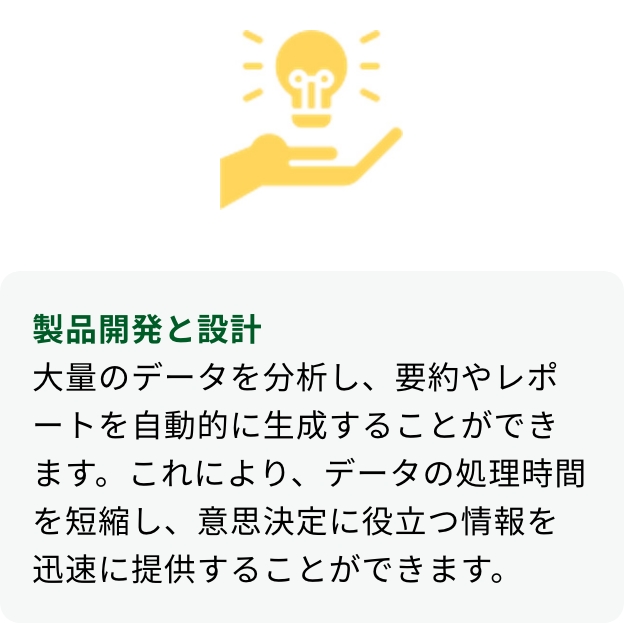 製品開発と設計
大量のデータを分析し、要約やレポ
ートを自動的に生成することができ
ます。これにより、データの処理時間
を短縮し、意思決定に役立つ情報を
迅速に提供することができます。